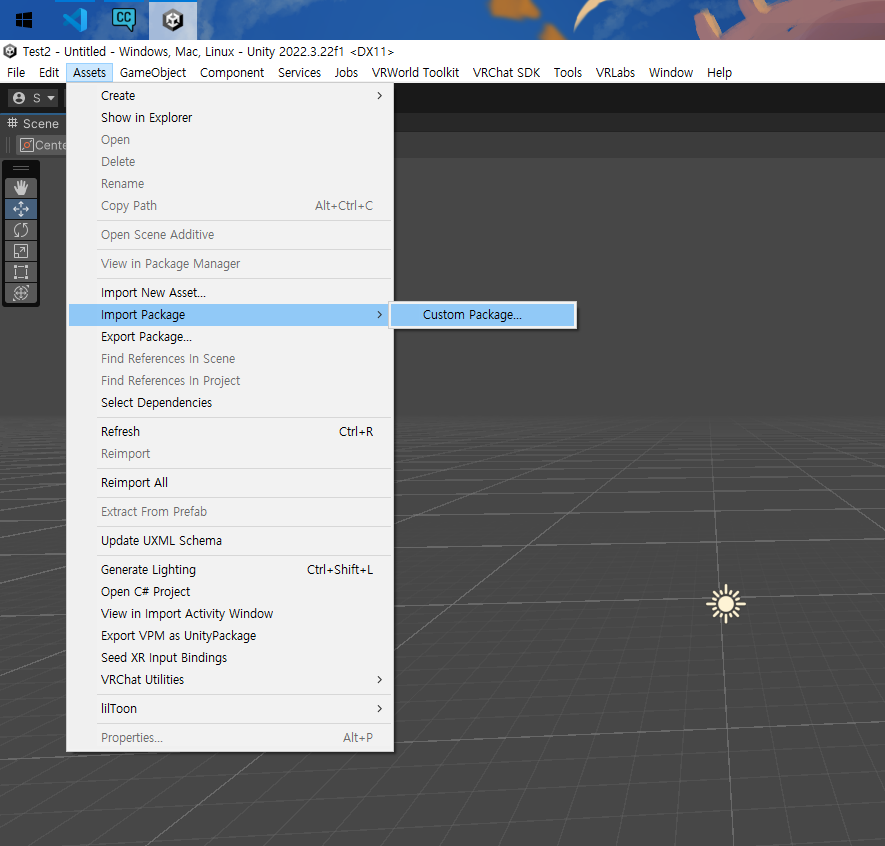 CC
Test2 - Untitled - Windows, Mac, Linux - Unity 2022.3.22f1 <DX11>
File Edit Assets GameObject Component Services Jobs VRWorld Toolkit VRChat SDK Tools VRLabs Window Help
S
Scene
Cente
Create
Show in Explorer
Open
Delete
Rename
Copy Path Alt+Ctrl+C
Open Scene Additive
View in Package Manager
Import New Asset...
Import Package Custom Package...
Export Package...
Find References In Scene
Find References In Project
Select Dependencies
Refresh Ctrl+R
Reimport
Reimport All
Extract From Prefab
Update UXML Schema
Generate Lighting Ctrl+Shift+L
Open C# Project
View in Import Activity Window
Export VPM as UnityPackage
Seed XR Input Bindings
VRChat Utilities
lilToon
Properties... Alt+P